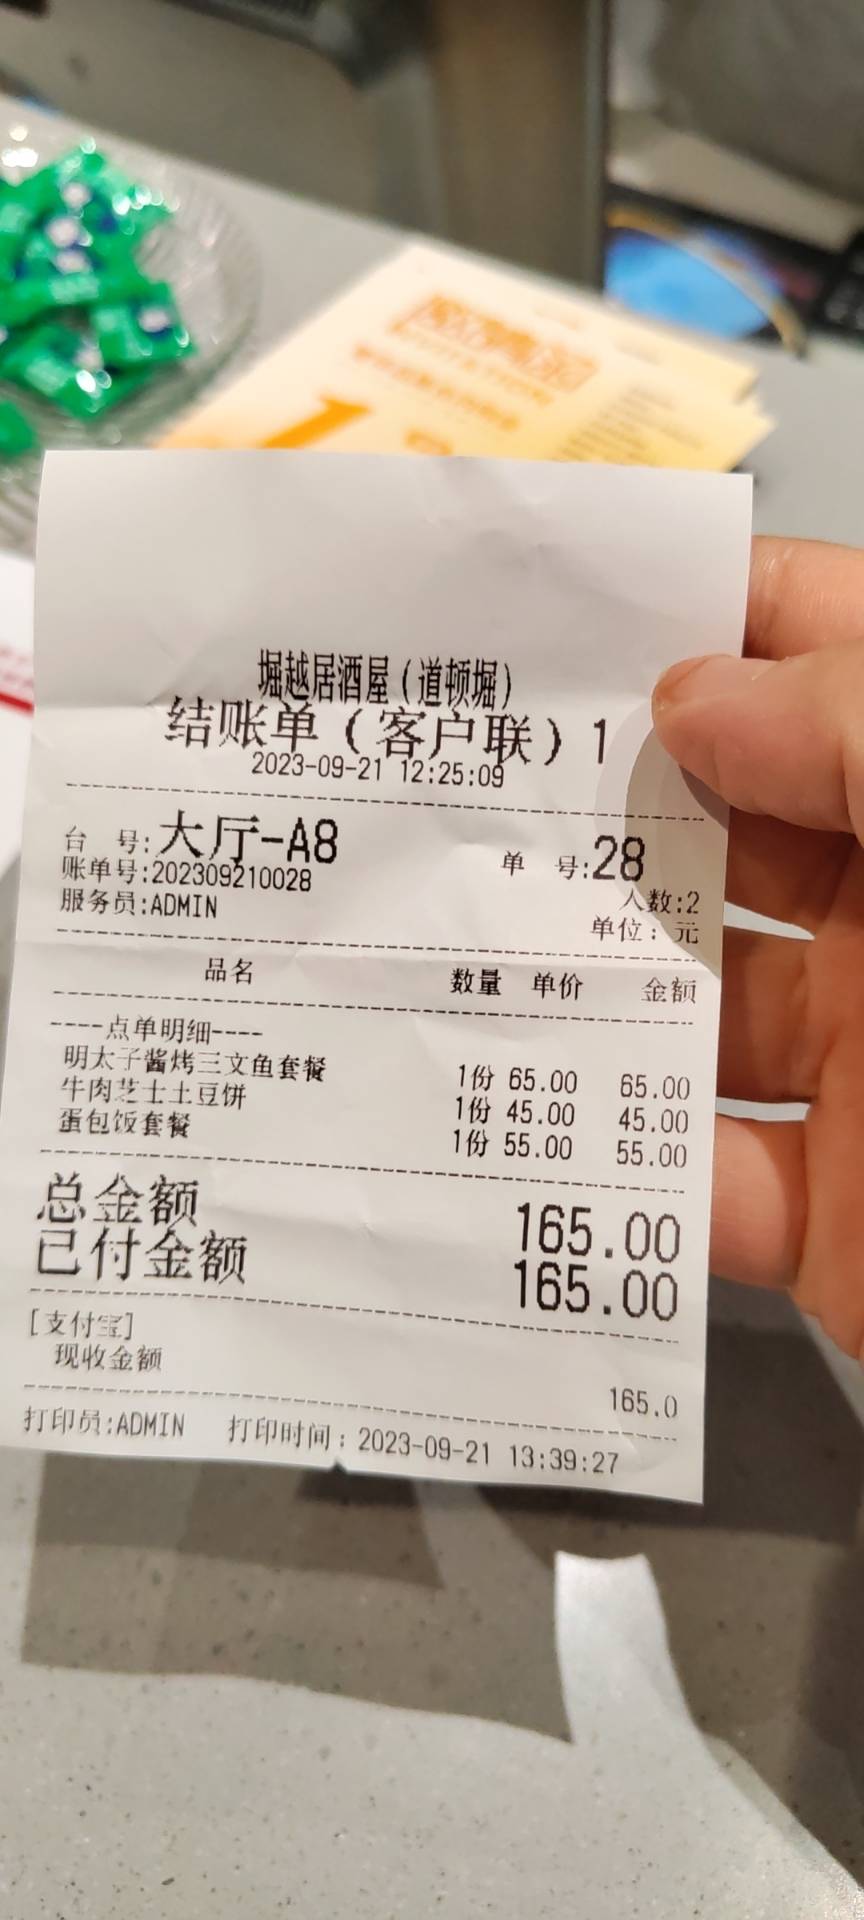 堀越居酒屋（道顿堀）
结账单（客户联）1
2023-09-21 12:25:09
台 号:大厅-A8 单 号:28
账单号:202309210028 人数:2
服务员:ADMIN 单位：元
品名 数量 单价 金额
----点单明细----
明太子酱烤三文鱼套餐 1份 65.00 65.00
牛肉芝士土豆饼 1份 45.00 45.00
蛋包饭套餐 1份 55.00 55.00
总金额 165.00
已付金额 165.00
[支付宝]
现收金额 165.0
打印员:ADMIN 打印时间：2023-09-21 13:39:27